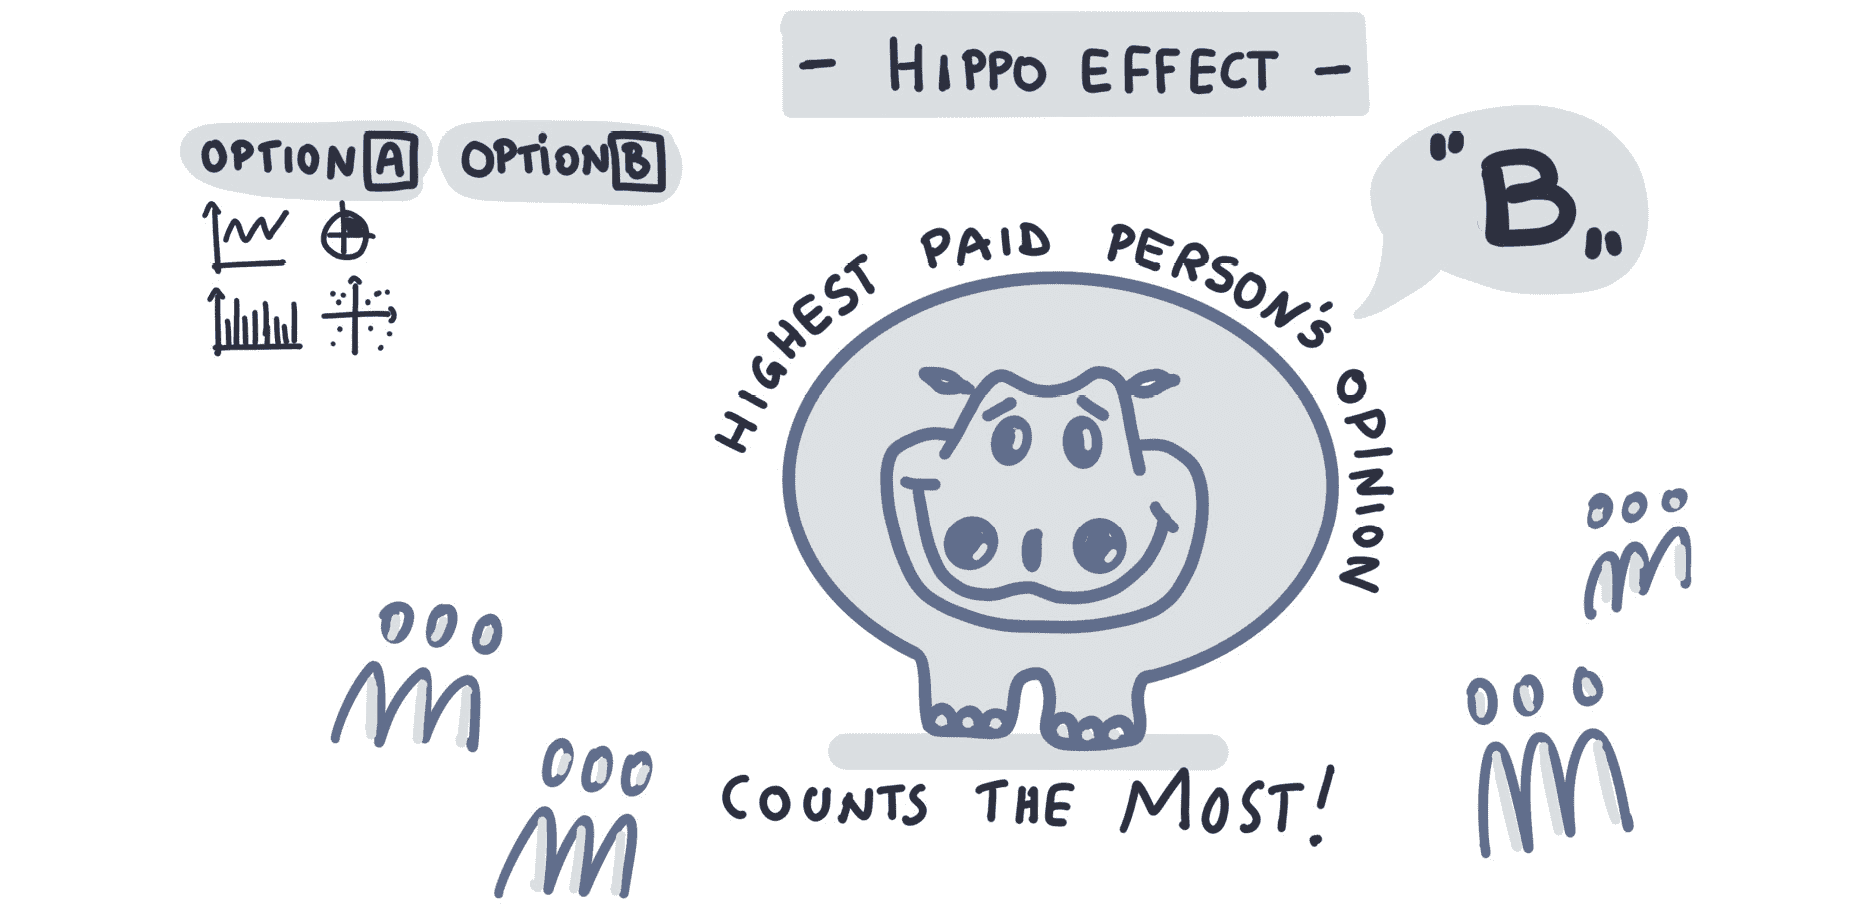 - HIPPO EFFECT -
OPTION A OPTION B
"B"
HIGHEST PAID PERSON'S OPINION
COUNTS THE MOST!